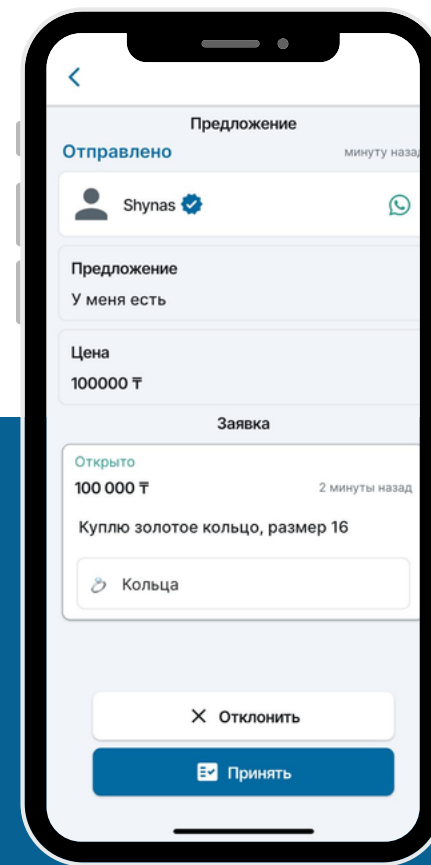 Предложение
Отправлено минуту назад
Shynas
Предложение
У меня есть
Цена
100000 ₸
Заявка
Открыто
100 000 ₸ 2 минуты назад
Куплю золотое кольцо, размер 16
Кольца
Отклонить
Принять